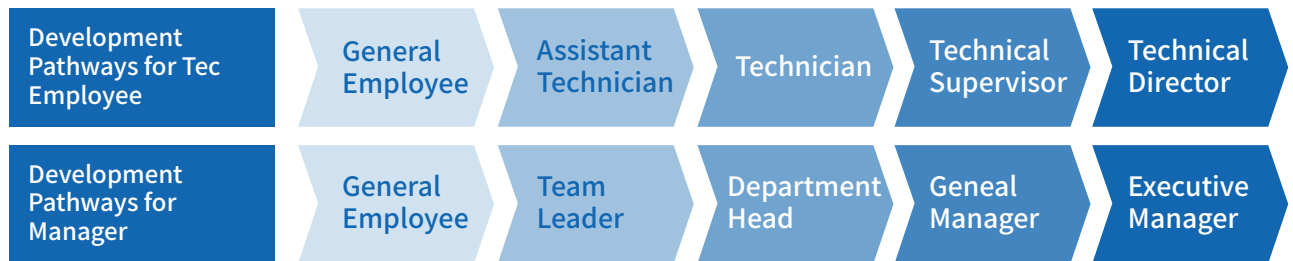 Development
Pathways for Tec
Employee
General
Employee
Assistant
Technician
Technician
Technical
Supervisor
Technical
Director
Development
Pathways for
Manager
General
Employee
Team
Leader
Department
Head
Geneal
Manager
Executive
Manager